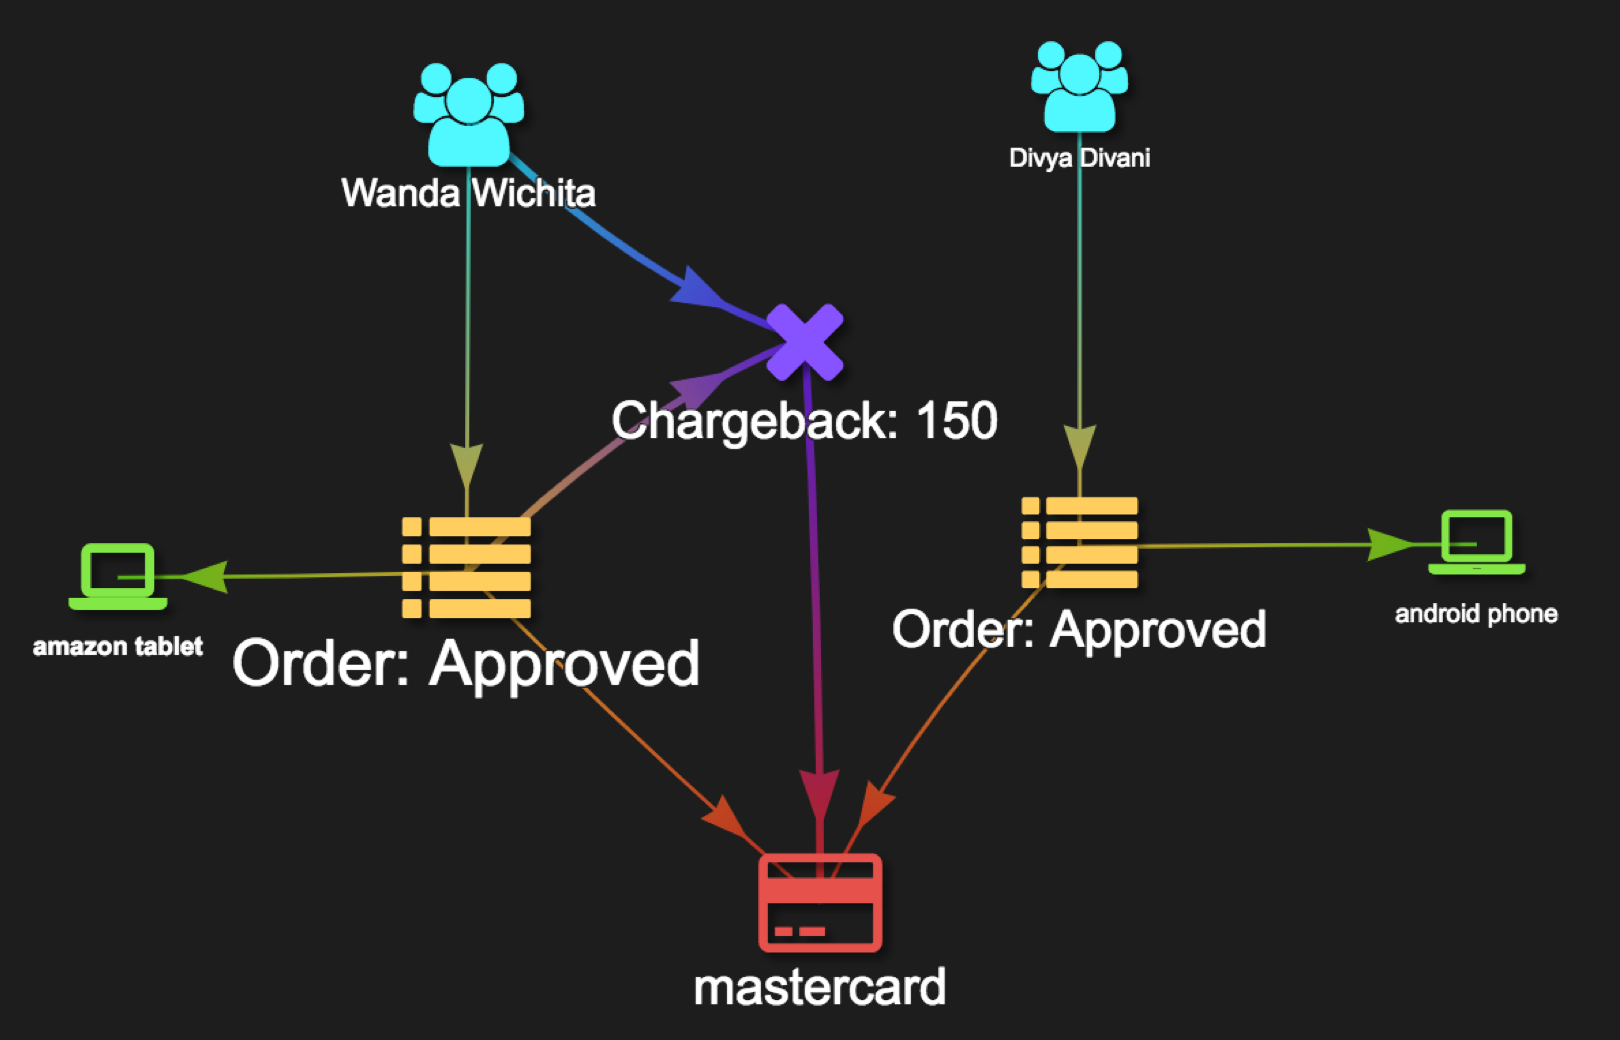 Divya Divani
Wanda Wichita
Chargeback: 150
android phone
Order: Approved
amazon tablet
Order: Approved
mastercard